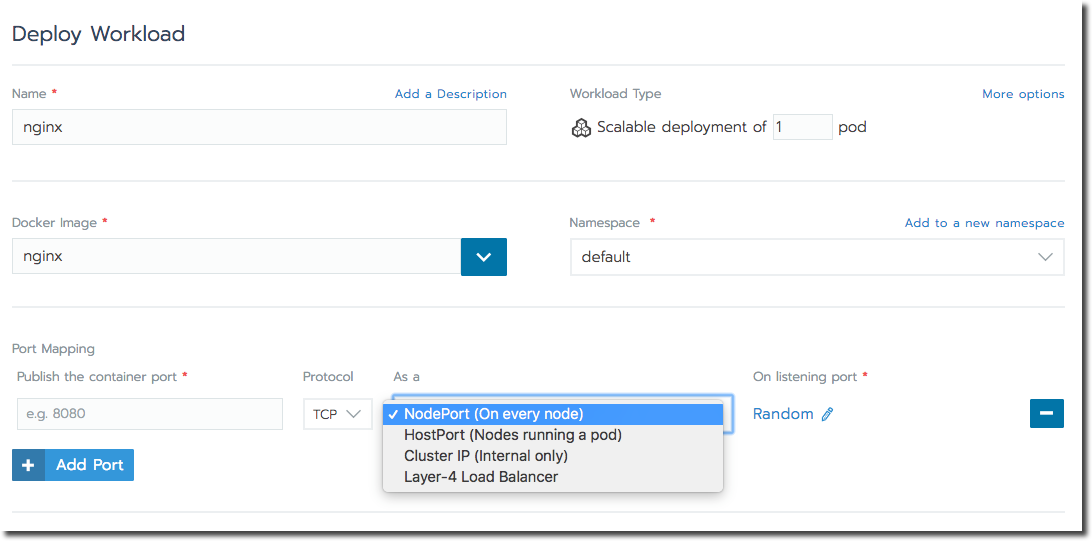 Deploy Workload
Name * Add a Description
nginx
Workload Type More options
Scalable deployment of 1 pod
Docker Image *
nginx
Namespace * Add to a new namespace
default
Port Mapping
Publish the container port * Protocol As a On listening port *
e.g. 8080 TCP ✓ NodePort (On every node) Random
HostPort (Nodes running a pod)
Cluster IP (Internal only)
Layer-4 Load Balancer
+ Add Port